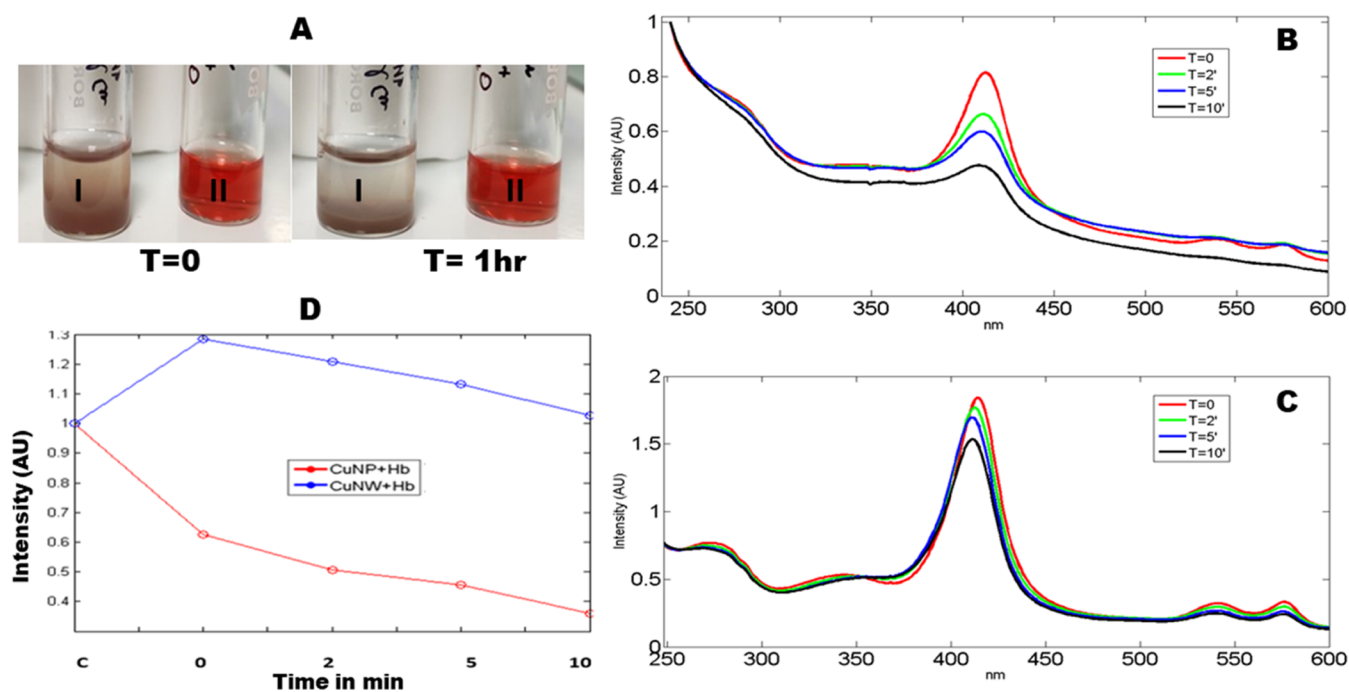 A
BORO
NP
I
II
I
II
T=0
T= 1hr
B
Intensity (AU)
1
0.8
0.6
0.4
0.2
0
250
300
350
400
450
500
550
600
nm
T=0
T=2'
T=5'
T=10'
D
Intensity (AU)
1.3
1.2
1.1
1
0.9
0.8
0.7
0.6
0.5
0.4
CuNP+Hb
CuNW+Hb
C
0
2
5
10
Time in min
C
Intensity (AU)
2
1.5
1
0.5
0
250
300
350
400
450
500
550
600
nm
T=0
T=2'
T=5'
T=10'